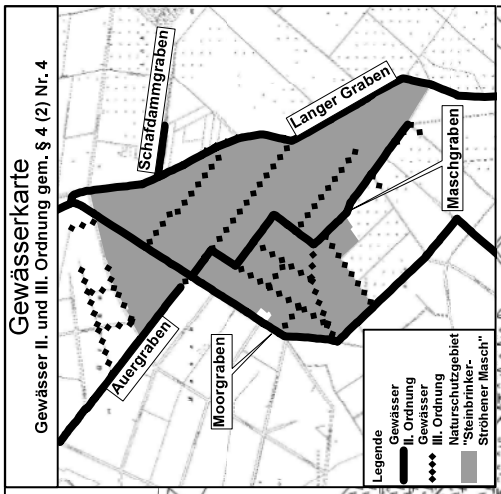 Gewässerkarte
Gewässer II. und III. Ordnung gem. § 4 (2) Nr. 4
Schafdammgraben
Langer Graben
Maschgraben
Auergraben
Moorgraben
Legende
Gewässer
II. Ordnung
Gewässer
III. Ordnung
Naturschutzgebiet
"Steinbrinker-
Ströhener Masch"